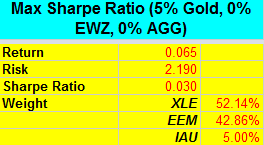 Max Sharpe Ratio (5% Gold, 0%
EWZ, 0% AGG)
Return 0.065
Risk 2.190
Sharpe Ratio 0.030
Weight XLE 52.14%
EEM 42.86%
IAU 5.00%